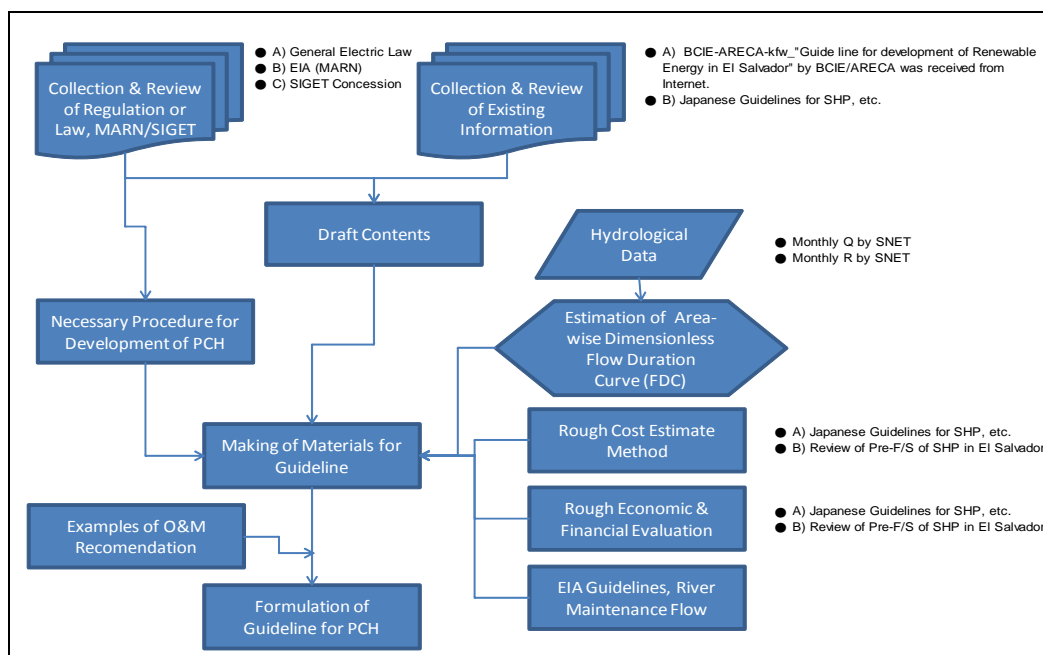 Collection & Review
of Regulation or
Law, MARN/SIGET
● A) General Electric Law
● B) EIA (MARN)
● C) SIGET Concession
Collection & Review
of Existing
Information
● A) BCIE-ARECA-kfw_"Guide line for development of Renewable
Energy in El Salvador" by BCIE/ARECA was received from
Internet.
● B) Japanese Guidelines for SHP, etc.
Draft Contents
Hydrological
Data
● Monthly Q by SNET
● Monthly R by SNET
Necessary Procedure for
Development of PCH
Estimation of Area-
wise Dimensionless
Flow Duration
Curve (FDC)
Making of Materials for
Guideline
Rough Cost Estimate
Method
● A) Japanese Guidelines for SHP, etc.
● B) Review of Pre-F/S of SHP in El Salvador
Examples of O&M
Recomendation
Rough Economic &
Financial Evaluation
● A) Japanese Guidelines for SHP, etc.
● B) Review of Pre-F/S of SHP in El Salvador
Formulation of
Guideline for PCH
EIA Guidelines, River
Maintenance Flow